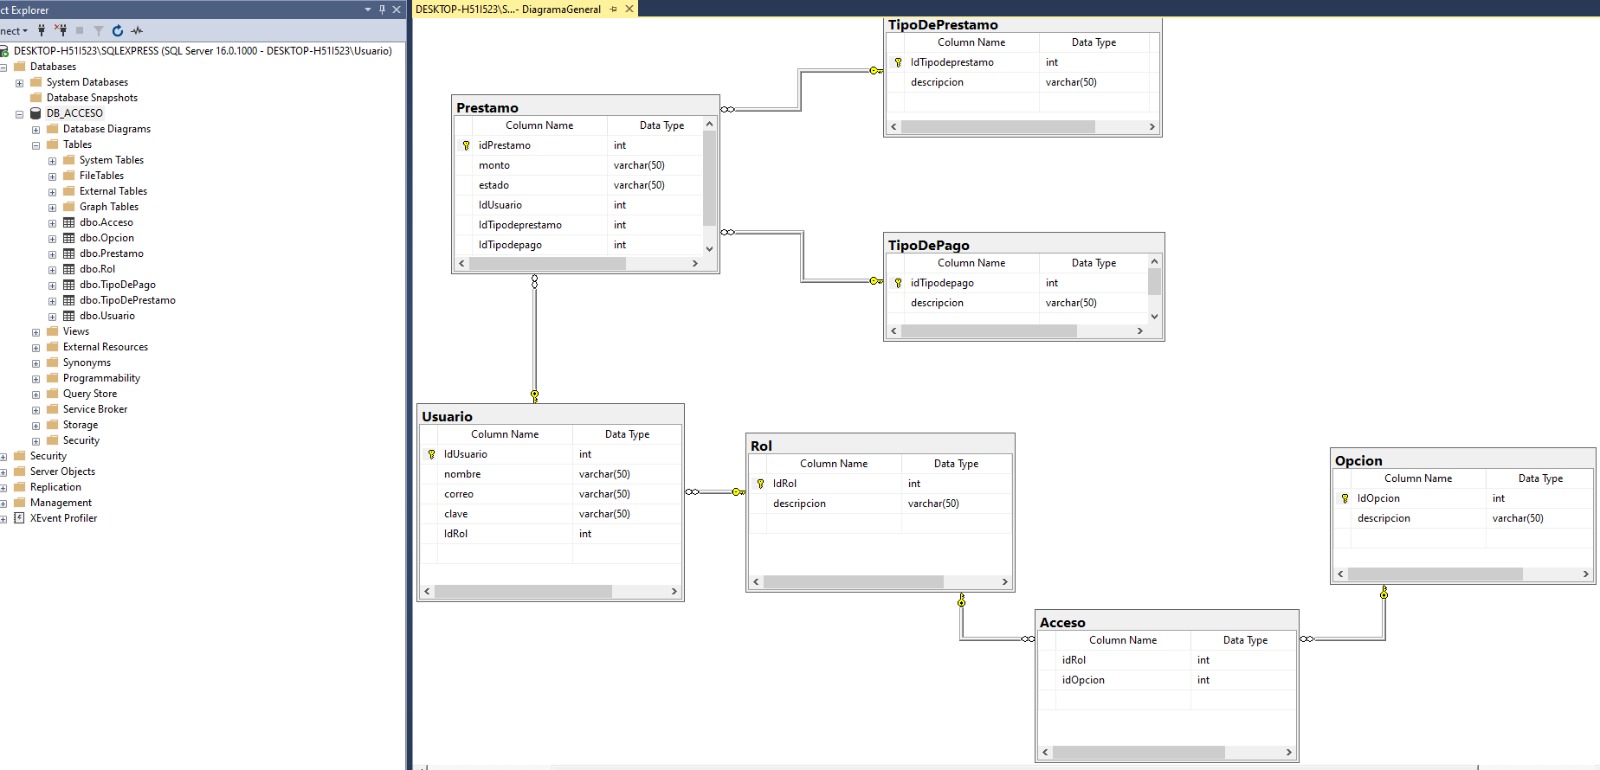 ct Explorer
nnect
DESKTOP-H51I523\SQLEXPRESS (SQL Server 16.0.1000 - DESKTOP-H51I523\Usuario)
Databases
System Databases
Database Snapshots
DB_ACCESO
Database Diagrams
Tables
System Tables
FileTables
External Tables
Graph Tables
dbo.Acceso
dbo.Opcion
dbo.Prestamo
dbo.Rol
dbo.TipoDePago
dbo.TipoDePrestamo
dbo.Usuario
Views
External Resources
Synonyms
Programmability
Query Store
Service Broker
Storage
Security
Security
Server Objects
Replication
Management
XEvent Profiler
DESKTOP-H51I523\S...- DiagramaGeneral
TipoDePrestamo
Column Name Data Type
IdTipodeprestamo int
descripcion varchar(50)
Prestamo
Column Name Data Type
idPrestamo int
monto varchar(50)
estado varchar(50)
IdUsuario int
IdTipodeprestamo int
IdTipodepago int
TipoDePago
Column Name Data Type
idTipodepago int
descripcion varchar(50)
Usuario
Column Name Data Type
IdUsuario int
nombre varchar(50)
correo varchar(50)
clave varchar(50)
IdRol int
Rol
Column Name Data Type
IdRol int
descripcion varchar(50)
Opcion
Column Name Data Type
IdOpcion int
descripcion varchar(50)
Acceso
Column Name Data Type
idRol int
idOpcion int